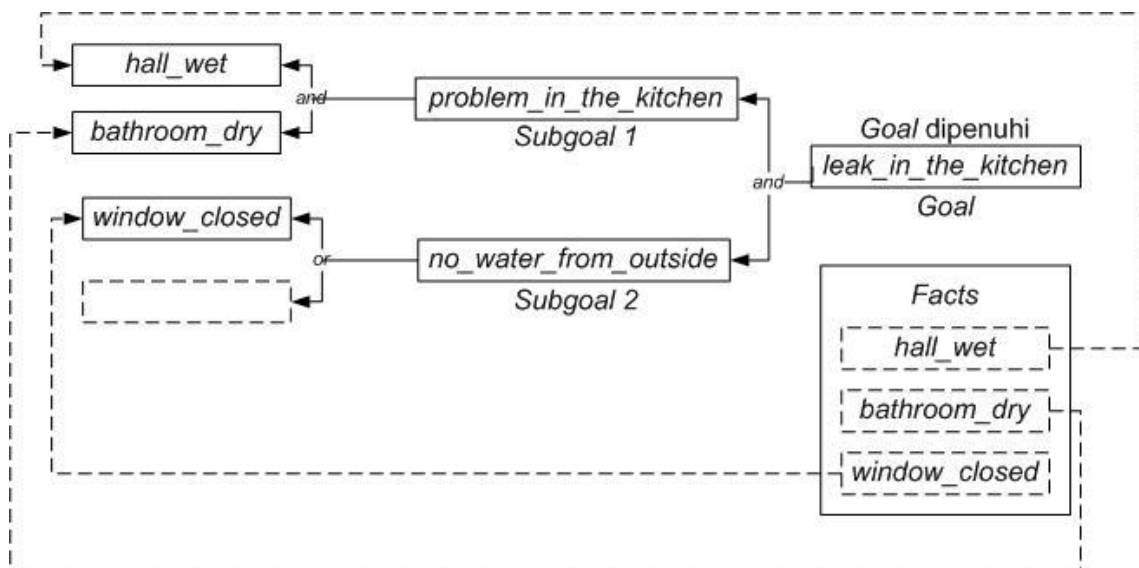 hall_wet
and
bathroom_dry
problem_in_the_kitchen
Subgoal 1
Goal dipenuhi
leak_in_the_kitchen
Goal
and
window_closed
or
no_water_from_outside
Subgoal 2
Facts
hall_wet
bathroom_dry
window_closed